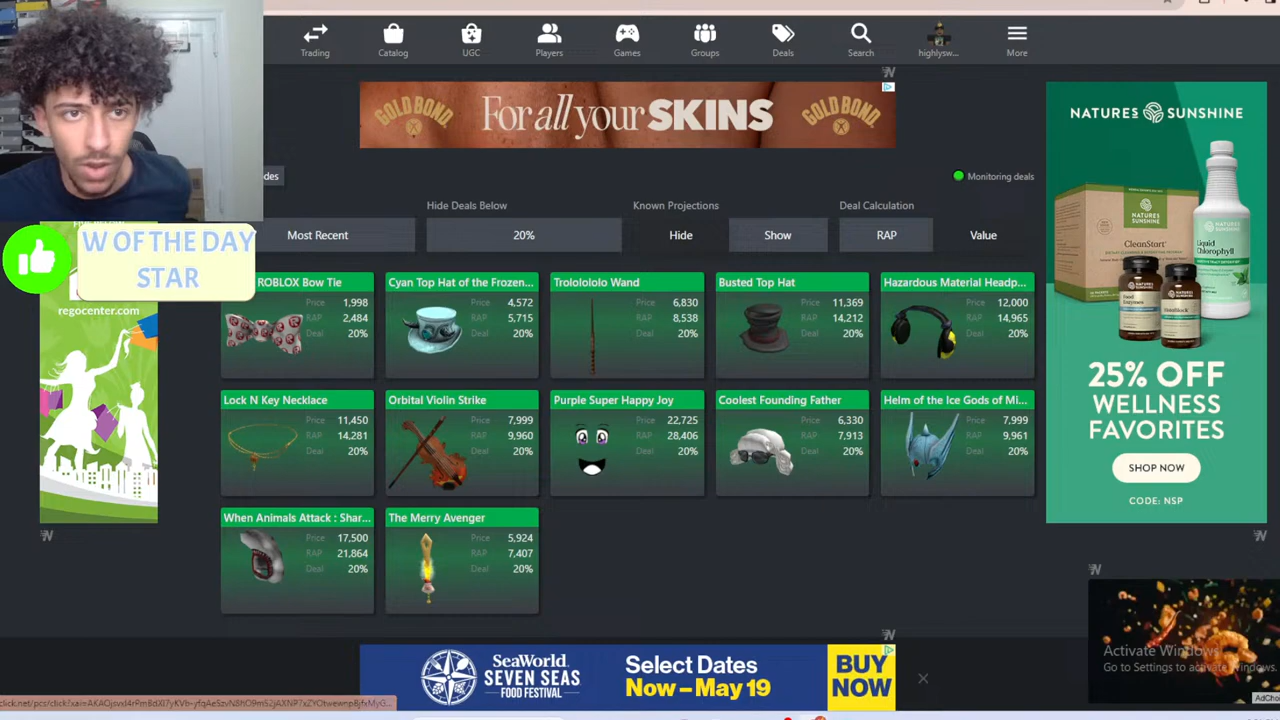 Trading
Catalog
UGC
Players
Games
Groups
Deals
Search
highlysw...
More
GOLD BOND
For all your SKINS
GOLD BOND
NATURE'S SUNSHINE
des
Monitoring deals
Hide Deals Below
Known Projections
Deal Calculation
Most Recent
20%
Hide
Show
RAP
Value
W OF THE DAY
STAR
regocenter.com
ROBLOX Bow Tie
Price 1,998
RAP 2,484
Deal 20%
Cyan Top Hat of the Frozen...
Price 4,572
RAP 5,715
Deal 20%
Trolololololo Wand
Price 6,830
RAP 8,538
Deal 20%
Busted Top Hat
Price 11,369
RAP 14,212
Deal 20%
Hazardous Material Headp...
Price 12,000
RAP 14,965
Deal 20%
Lock N Key Necklace
Price 11,450
RAP 14,281
Deal 20%
Orbital Violin Strike
Price 7,999
RAP 9,960
Deal 20%
Purple Super Happy Joy
Price 22,725
RAP 28,406
Deal 20%
Coolest Founding Father
Price 6,330
RAP 7,913
Deal 20%
Helm of the Ice Gods of Mi...
Price 7,999
RAP 9,961
Deal 20%
When Animals Attack : Shar...
Price 17,500
RAP 21,864
Deal 20%
The Merry Avenger
Price 5,924
RAP 7,407
Deal 20%
CleanStart
Liquid
Chlorophyll
25% OFF
WELLNESS
FAVORITES
SHOP NOW
CODE: NSP
SeaWorld
SEVEN SEAS
FOOD FESTIVAL
Select Dates
Now – May 19
BUY
NOW
Activate Windows
Go to Settings to activate Windows.
AdChoi